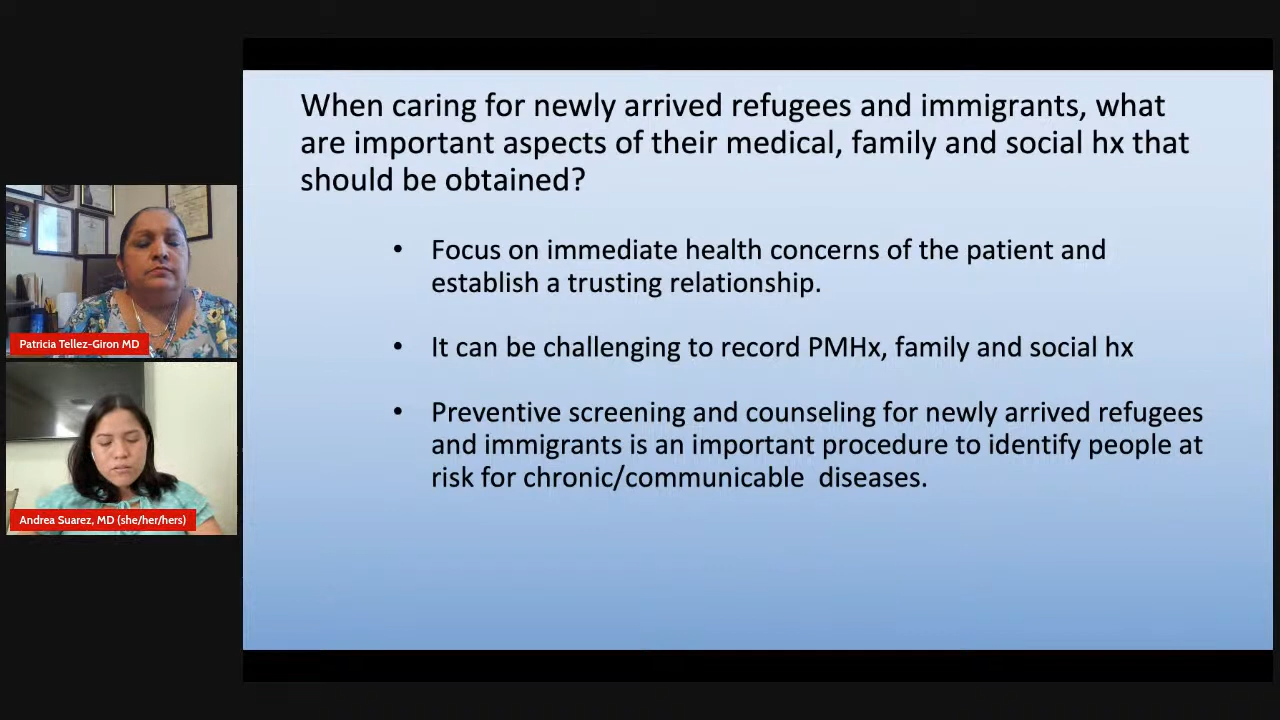 When caring for newly arrived refugees and immigrants, what
are important aspects of their medical, family and social hx that
should be obtained?
• Focus on immediate health concerns of the patient and
establish a trusting relationship.
• It can be challenging to record PMHx, family and social hx
• Preventive screening and counseling for newly arrived refugees
and immigrants is an important procedure to identify people at
risk for chronic/communicable diseases.
Patricia Tellez-Giron MD
Andrea Suarez, MD (she/her/hers)